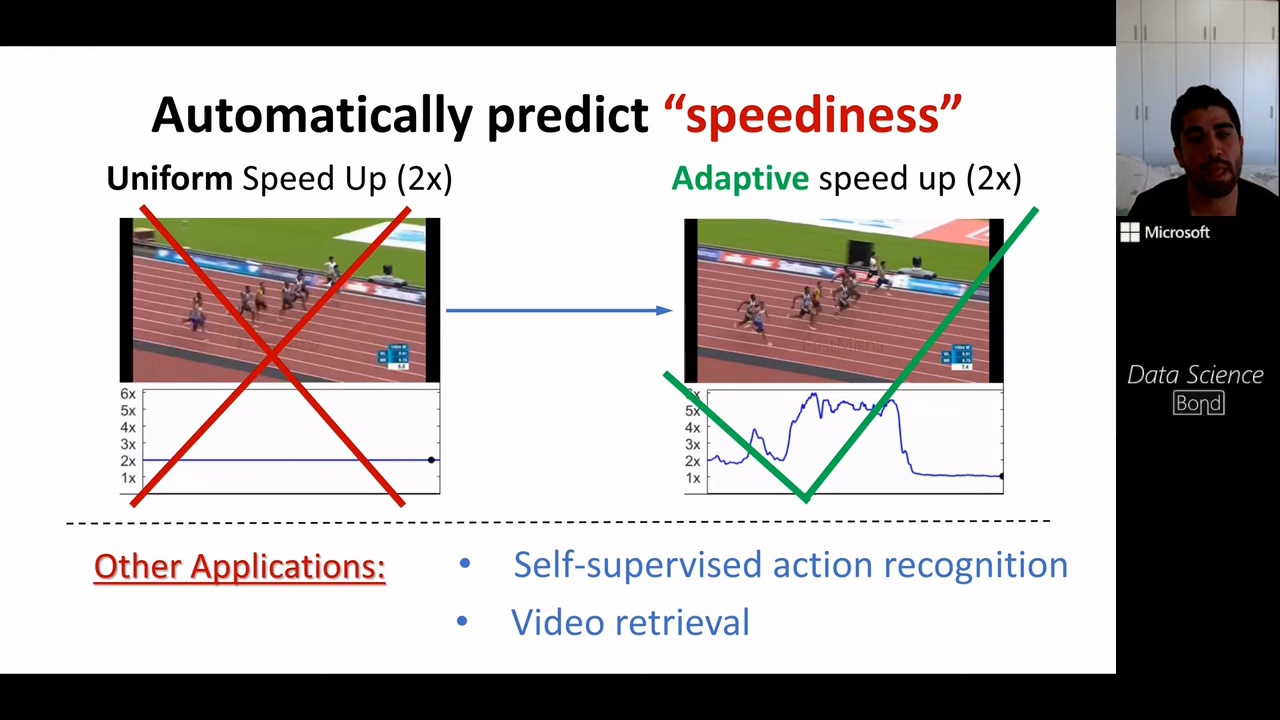 Automatically predict “speediness”
Uniform Speed Up (2x)
Adaptive speed up (2x)
6x
5x
4x
3x
2x
1x
5x
4x
3x
2x
1x
Other Applications:
• Self-supervised action recognition
• Video retrieval
Microsoft
Data Science
Bond